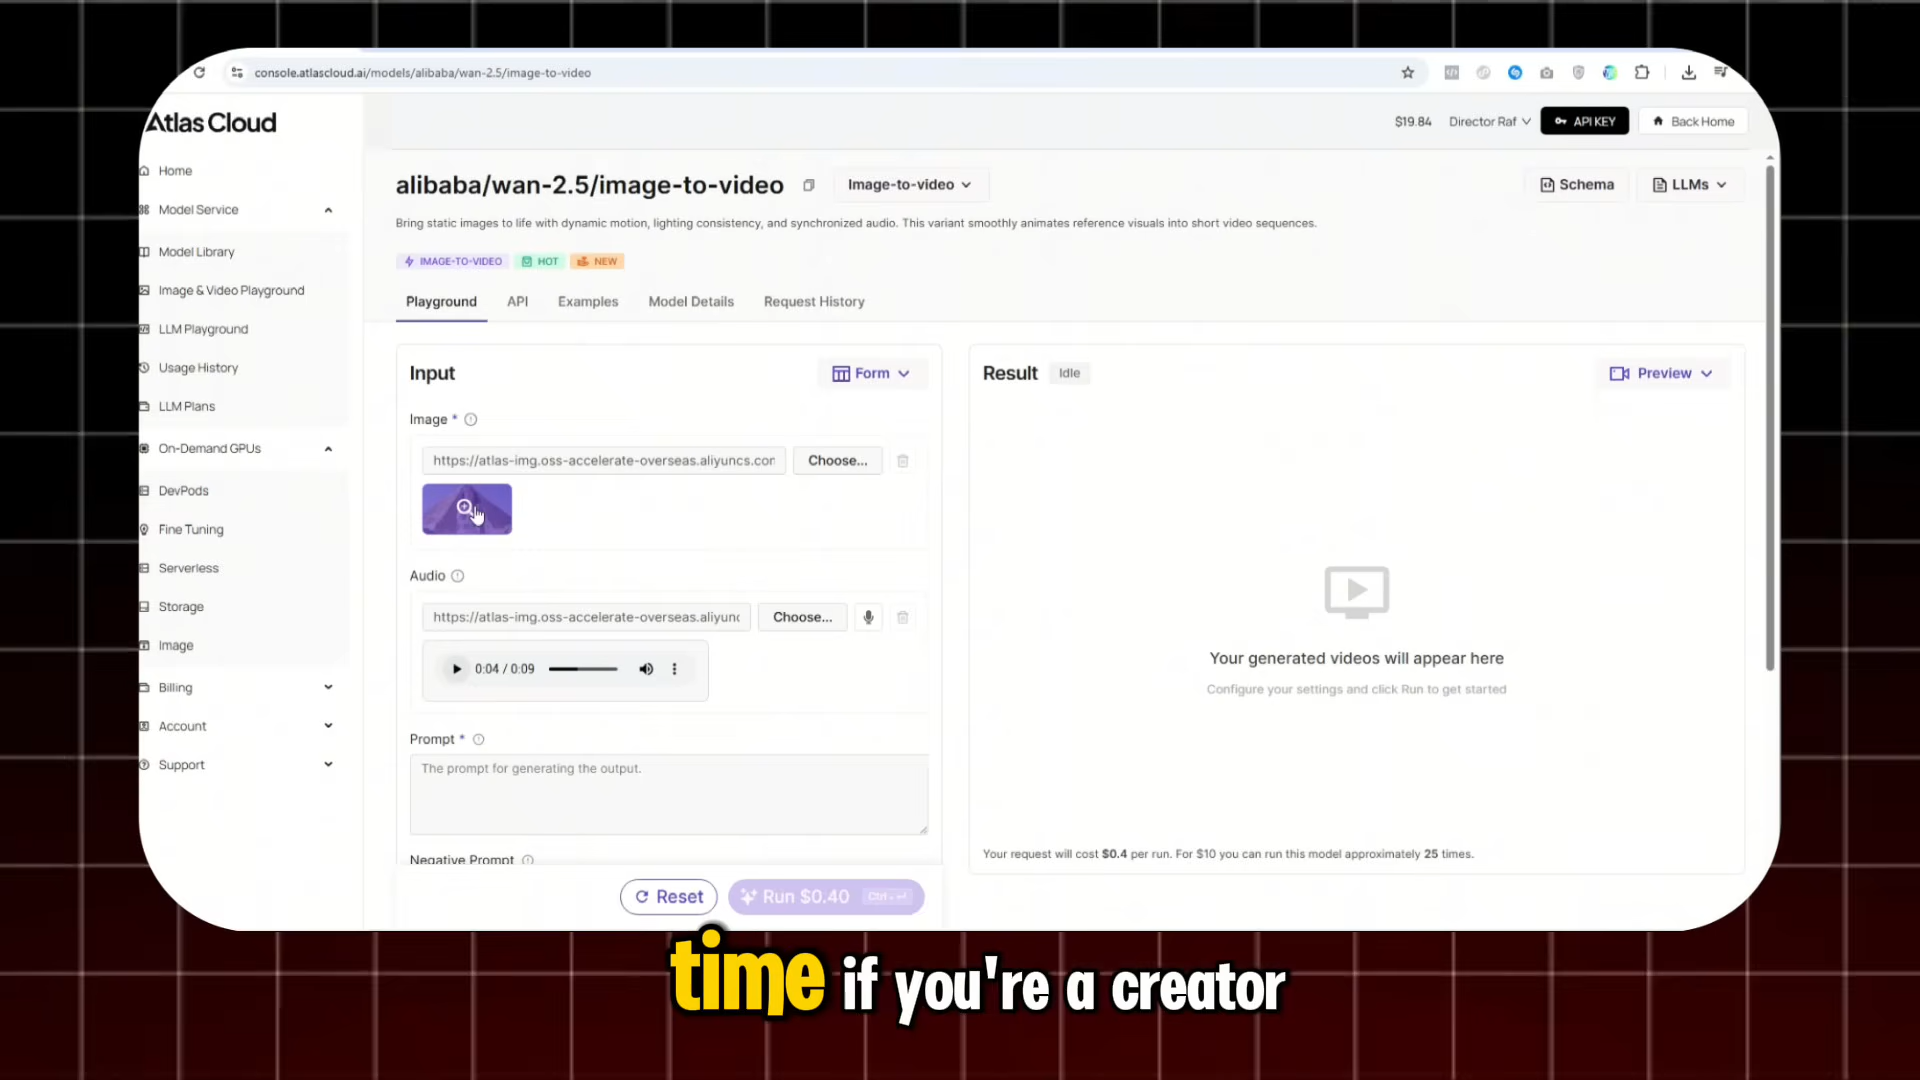 console.atlascloud.ai/models/alibaba/wan-2.5/image-to-video
Atlas Cloud
$19.84
Director Raf
API KEY
Back Home
Home
Model Service
Model Library
Image & Video Playground
LLM Playground
Usage History
LLM Plans
On-Demand GPUs
DevPods
Fine Tuning
Serverless
Storage
Image
Billing
Account
Support
alibaba/wan-2.5/image-to-video
Image-to-video
Schema
LLMs
Bring static images to life with dynamic motion, lighting consistency, and synchronized audio. This variant smoothly animates reference visuals into short video sequences.
IMAGE-TO-VIDEO
HOT
NEW
Playground
API
Examples
Model Details
Request History
Input
Form
Image *
https://atlas-img.oss-accelerate-overseas.aliyuncs.con
Choose...
Audio
https://atlas-img.oss-accelerate-overseas.aliyunc
Choose...
0:04 / 0:09
Prompt *
The prompt for generating the output.
Negative Prompt
Reset
Run $0.40
Ctrl+⏎
Result
Idle
Preview
Your generated videos will appear here
Configure your settings and click Run to get started
Your request will cost $0.4 per run. For $10 you can run this model approximately 25 times.
time if you're a creator